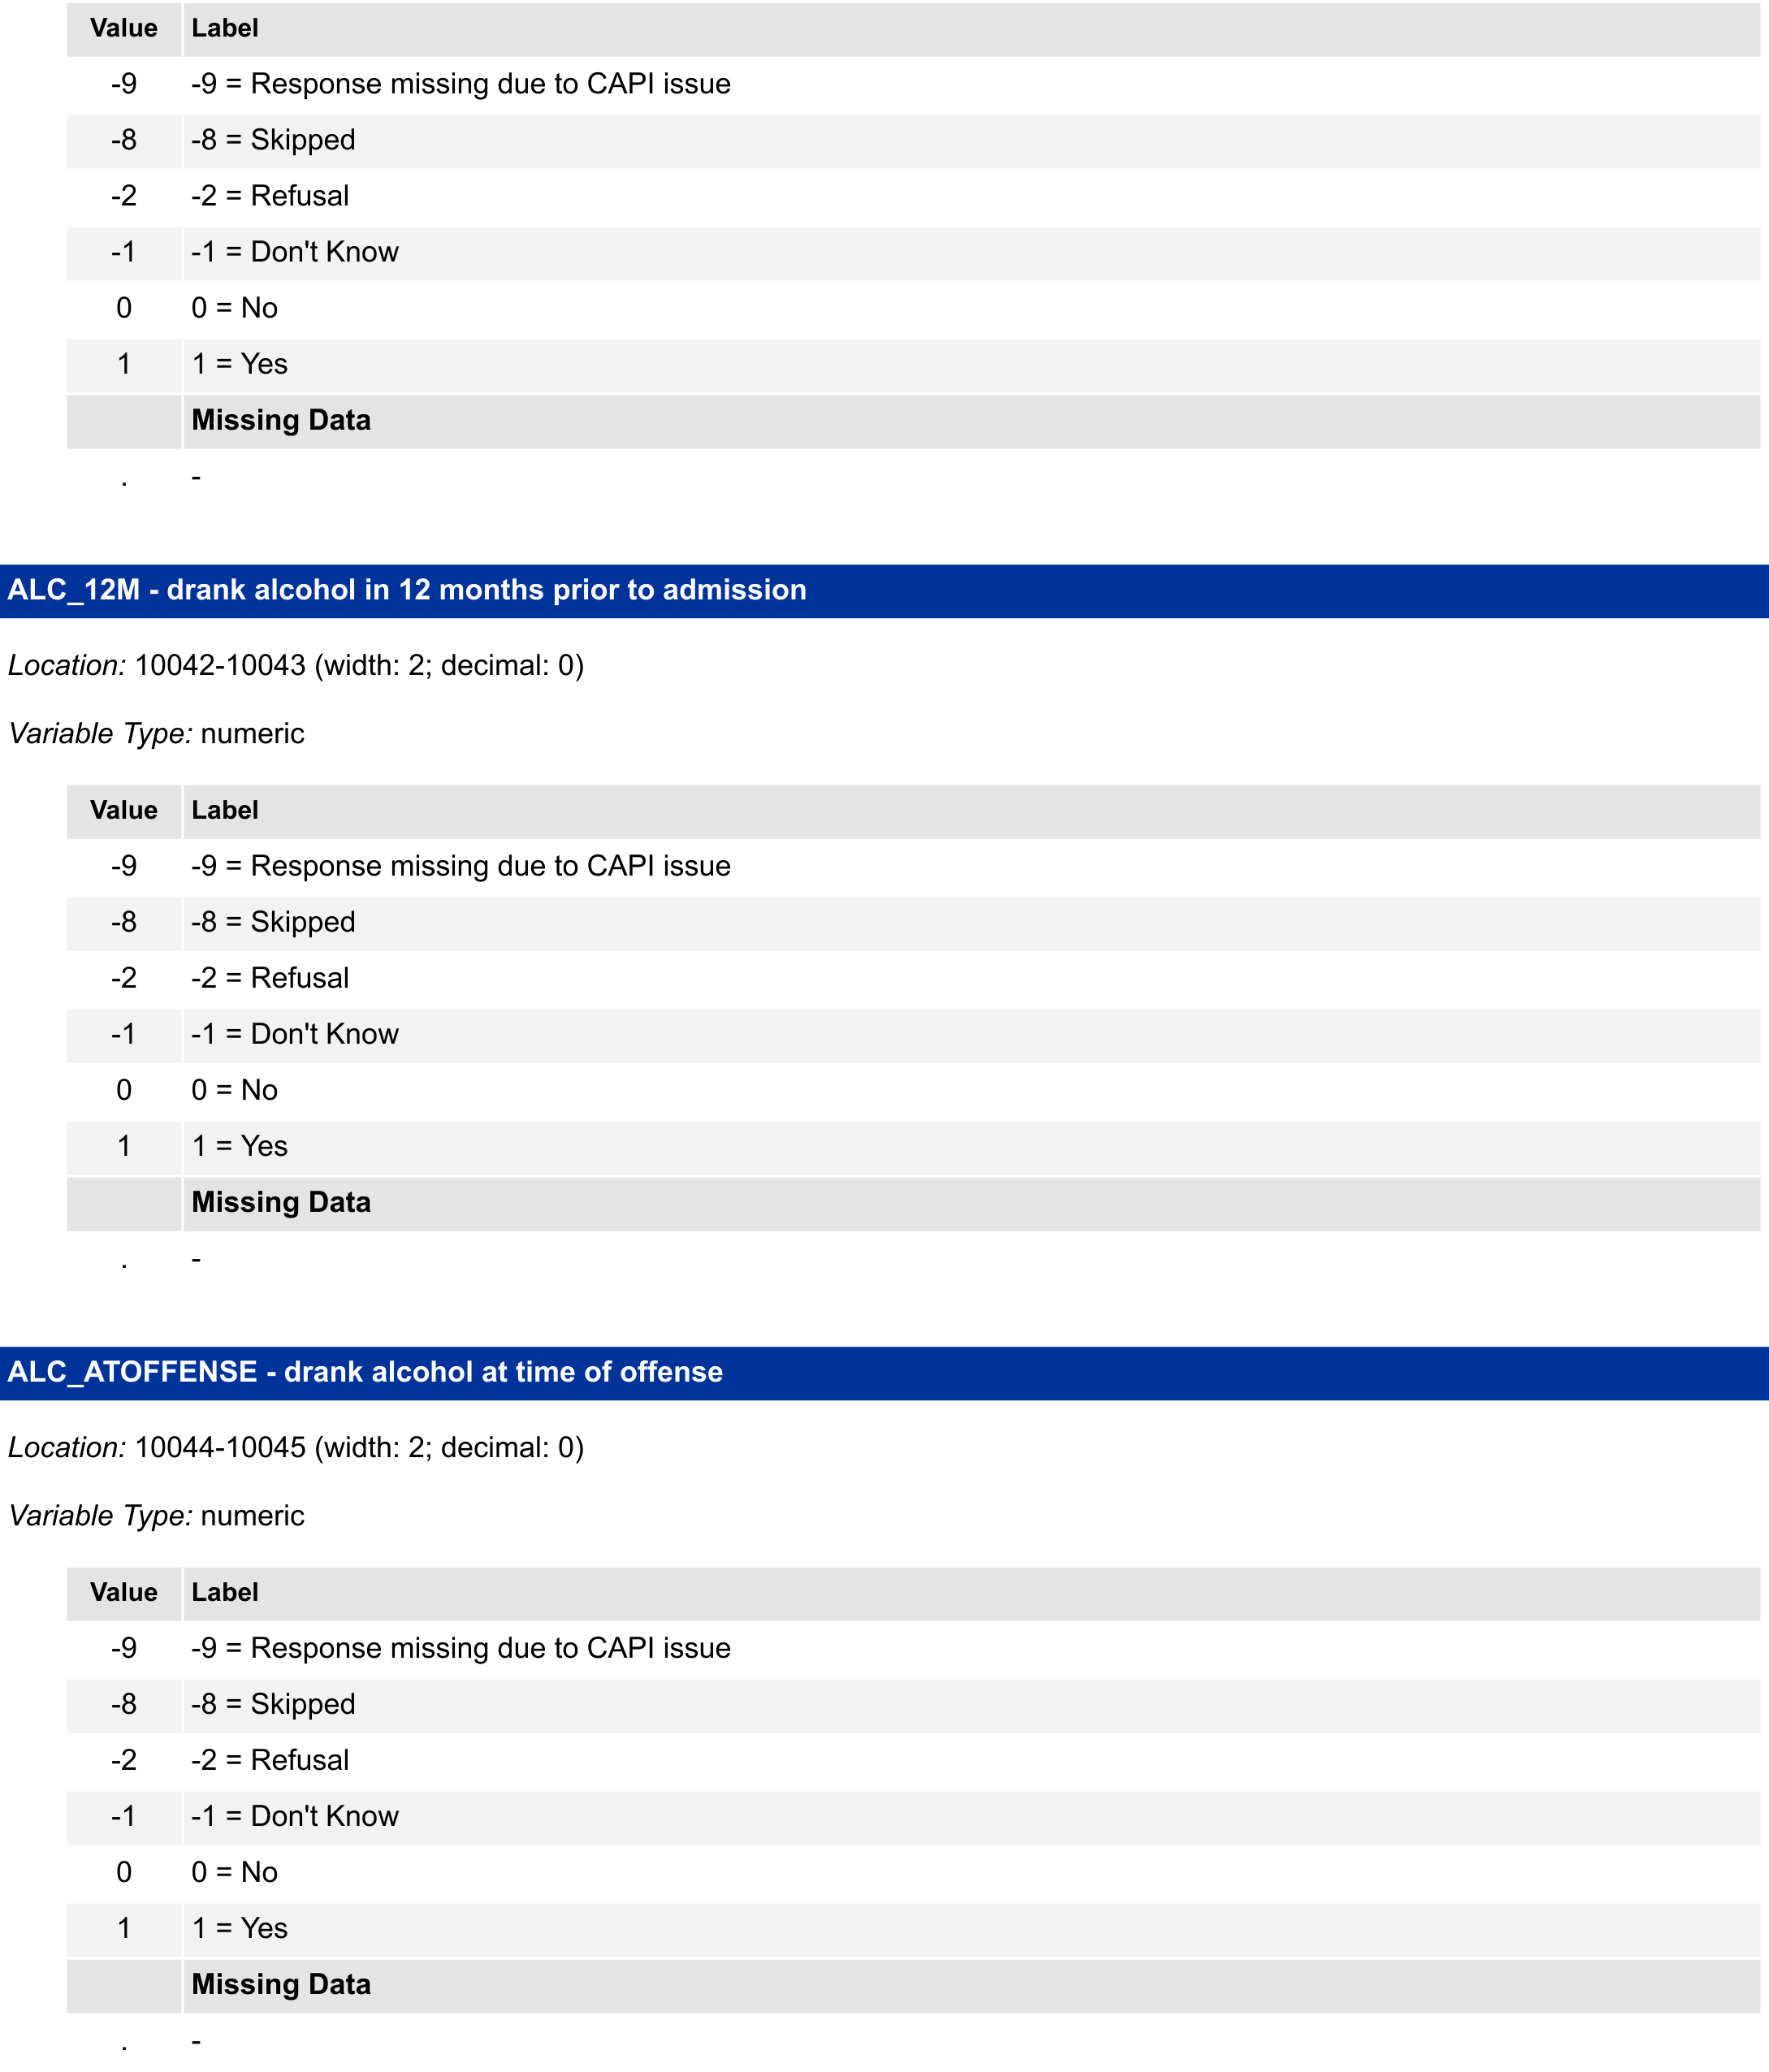 Value Label
-9 -9 = Response missing due to CAPI issue
-8 -8 = Skipped
-2 -2 = Refusal
-1 -1 = Don't Know
0 0 = No
1 1 = Yes
Missing Data
. -
ALC_12M - drank alcohol in 12 months prior to admission
Location: 10042-10043 (width: 2; decimal: 0)
Variable Type: numeric
Value Label
-9 -9 = Response missing due to CAPI issue
-8 -8 = Skipped
-2 -2 = Refusal
-1 -1 = Don't Know
0 0 = No
1 1 = Yes
Missing Data
. -
ALC_ATOFFENSE - drank alcohol at time of offense
Location: 10044-10045 (width: 2; decimal: 0)
Variable Type: numeric
Value Label
-9 -9 = Response missing due to CAPI issue
-8 -8 = Skipped
-2 -2 = Refusal
-1 -1 = Don't Know
0 0 = No
1 1 = Yes
Missing Data
. -